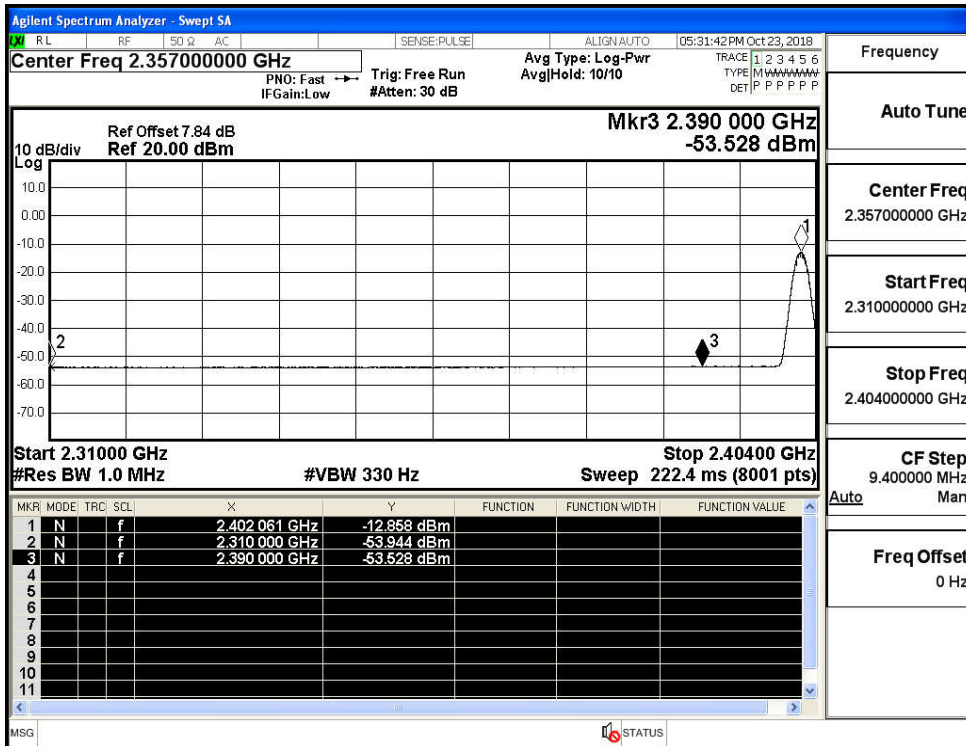 Agilent Spectrum Analyzer - Swept SA
LXI RL RF 50 Ω AC SENSE:PULSE ALIGN AUTO 05:31:42 PM Oct 23, 2018
Center Freq 2.357000000 GHz
PNO: Fast
IFGain:Low
Trig: Free Run
#Atten: 30 dB
Avg Type: Log-Pwr
Avg|Hold: 10/10
TRACE 1 2 3 4 5 6
TYPE M WWWWW
DET P P P P P P
Ref Offset 7.84 dB
10 dB/div Ref 20.00 dBm
Log
Mkr3 2.390 000 GHz
-53.528 dBm
10.0
0.00
-10.0
-20.0
-30.0
-40.0
-50.0
-60.0
-70.0
1
2
3
Start 2.31000 GHz Stop 2.40400 GHz
#Res BW 1.0 MHz #VBW 330 Hz Sweep 222.4 ms (8001 pts)
MKR MODE TRC SCL X Y FUNCTION FUNCTION WIDTH FUNCTION VALUE
1 N f 2.402 061 GHz -12.858 dBm
2 N f 2.310 000 GHz -53.944 dBm
3 N f 2.390 000 GHz -53.528 dBm
4
5
6
7
8
9
10
11
MSG STATUS
Frequency
Auto Tune
Center Freq
2.357000000 GHz
Start Freq
2.310000000 GHz
Stop Freq
2.404000000 GHz
CF Step
9.400000 MHz
Auto Man
Freq Offset
0 Hz